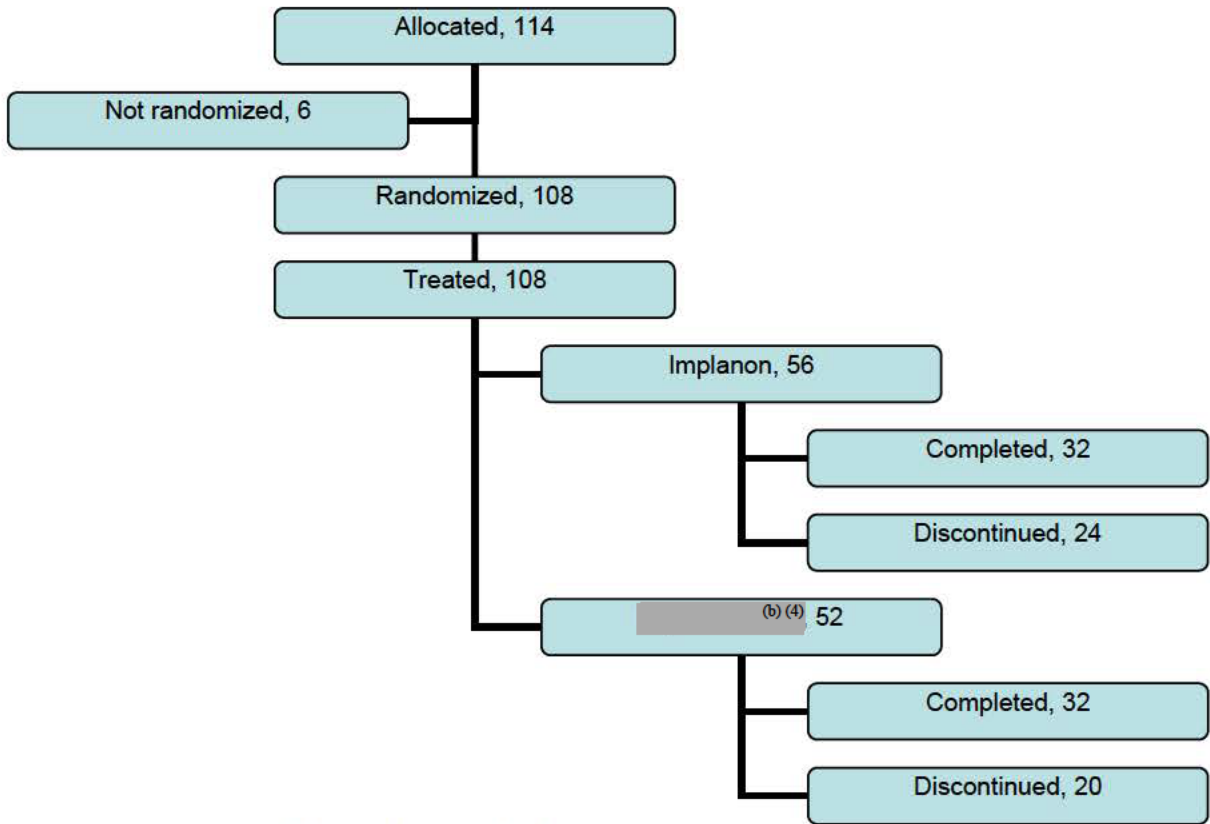 Allocated, 114
Not randomized, 6
Randomized, 108
Treated, 108
Implanon, 56
Completed, 32
Discontinued, 24
(b) (4), 52
Completed, 32
Discontinued, 20